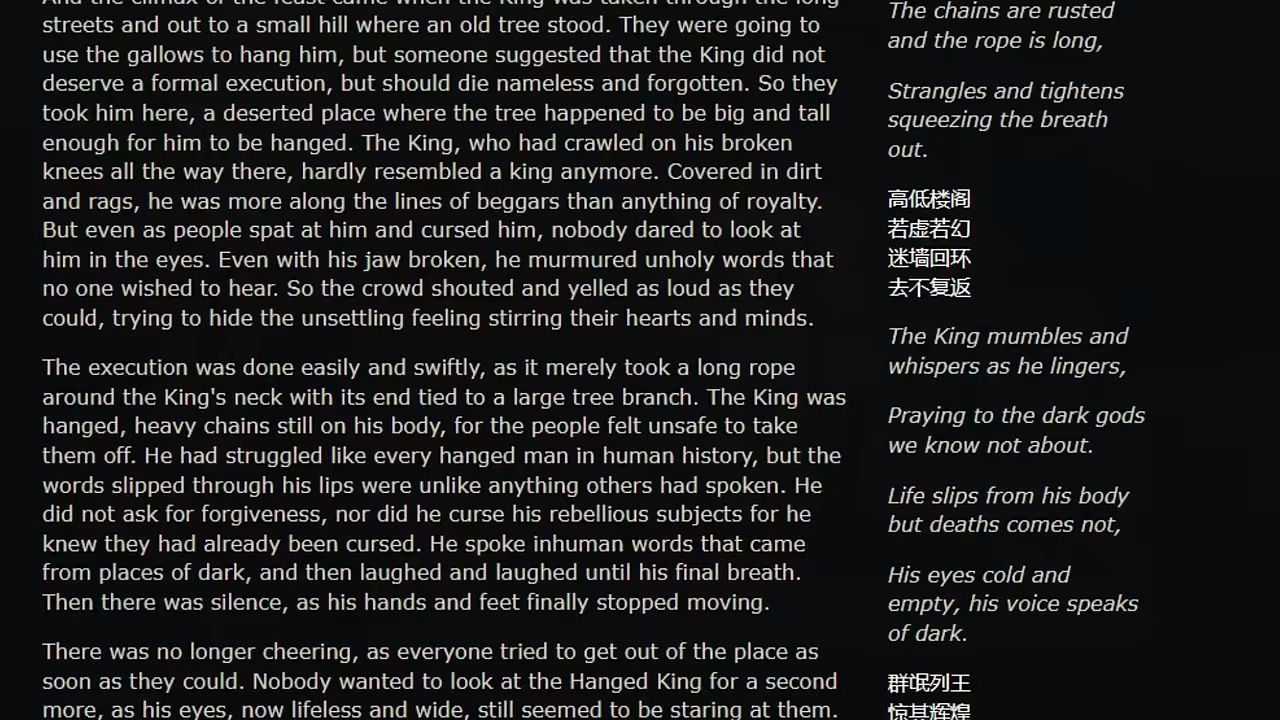 And the climax of the feast came when the King was taken through the long
streets and out to a small hill where an old tree stood. They were going to
use the gallows to hang him, but someone suggested that the King did not
deserve a formal execution, but should die nameless and forgotten. So they
took him here, a deserted place where the tree happened to be big and tall
enough for him to be hanged. The King, who had crawled on his broken
knees all the way there, hardly resembled a king anymore. Covered in dirt
and rags, he was more along the lines of beggars than anything of royalty.
But even as people spat at him and cursed him, nobody dared to look at
him in the eyes. Even with his jaw broken, he murmured unholy words that
no one wished to hear. So the crowd shouted and yelled as loud as they
could, trying to hide the unsettling feeling stirring their hearts and minds.
The execution was done easily and swiftly, as it merely took a long rope
around the King's neck with its end tied to a large tree branch. The King was
hanged, heavy chains still on his body, for the people felt unsafe to take
them off. He had struggled like every hanged man in human history, but the
words slipped through his lips were unlike anything others had spoken. He
did not ask for forgiveness, nor did he curse his rebellious subjects for he
knew they had already been cursed. He spoke inhuman words that came
from places of dark, and then laughed and laughed until his final breath.
Then there was silence, as his hands and feet finally stopped moving.
There was no longer cheering, as everyone tried to get out of the place as
soon as they could. Nobody wanted to look at the Hanged King for a second
more, as his eyes, now lifeless and wide, still seemed to be staring at them.
The chains are rusted
and the rope is long,
Strangles and tightens
squeezing the breath
out.
高低楼阁
若虚若幻
迷墙回环
去不复返
The King mumbles and
whispers as he lingers,
Praying to the dark gods
we know not about.
Life slips from his body
but deaths comes not,
His eyes cold and
empty, his voice speaks
of dark.
群氓列王
惊其辉煌